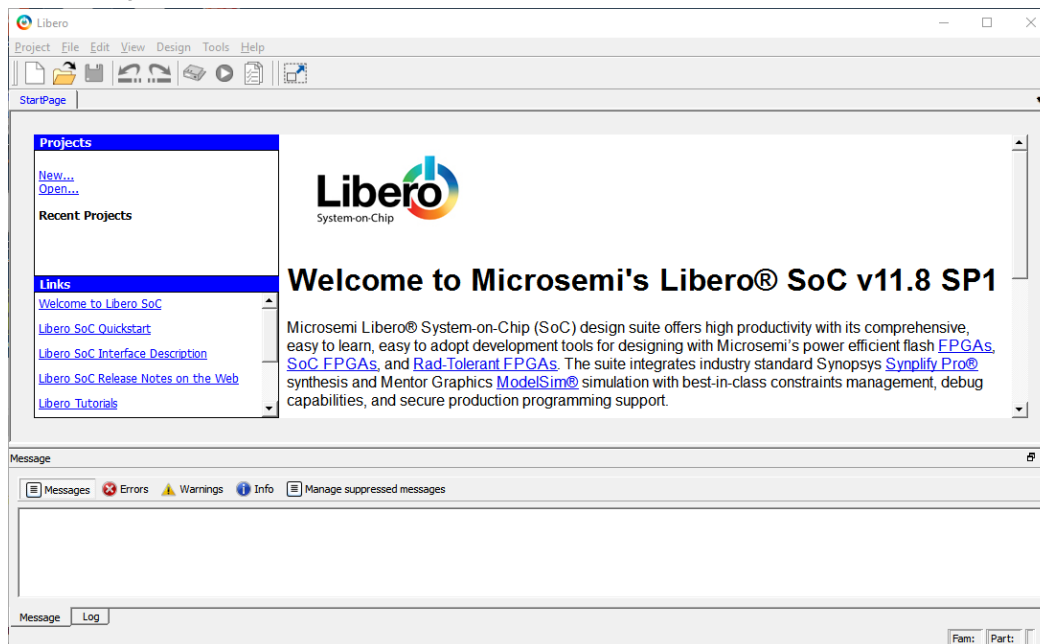 Libero
Project File Edit View Design Tools Help
StartPage
Projects
New...
Open...
Recent Projects
Links
Welcome to Libero SoC
Libero SoC Quickstart
Libero SoC Interface Description
Libero SoC Release Notes on the Web
Libero Tutorials
Libero
System-on-Chip
Welcome to Microsemi's Libero® SoC v11.8 SP1
Microsemi Libero® System-on-Chip (SoC) design suite offers high productivity with its comprehensive,
easy to learn, easy to adopt development tools for designing with Microsemi's power efficient flash FPGAs,
SoC FPGAs, and Rad-Tolerant FPGAs. The suite integrates industry standard Synopsys Synplify Pro®
synthesis and Mentor Graphics ModelSim® simulation with best-in-class constraints management, debug
capabilities, and secure production programming support.
Message
Messages Errors Warnings Info Manage suppressed messages
Message Log
Fam: Part: